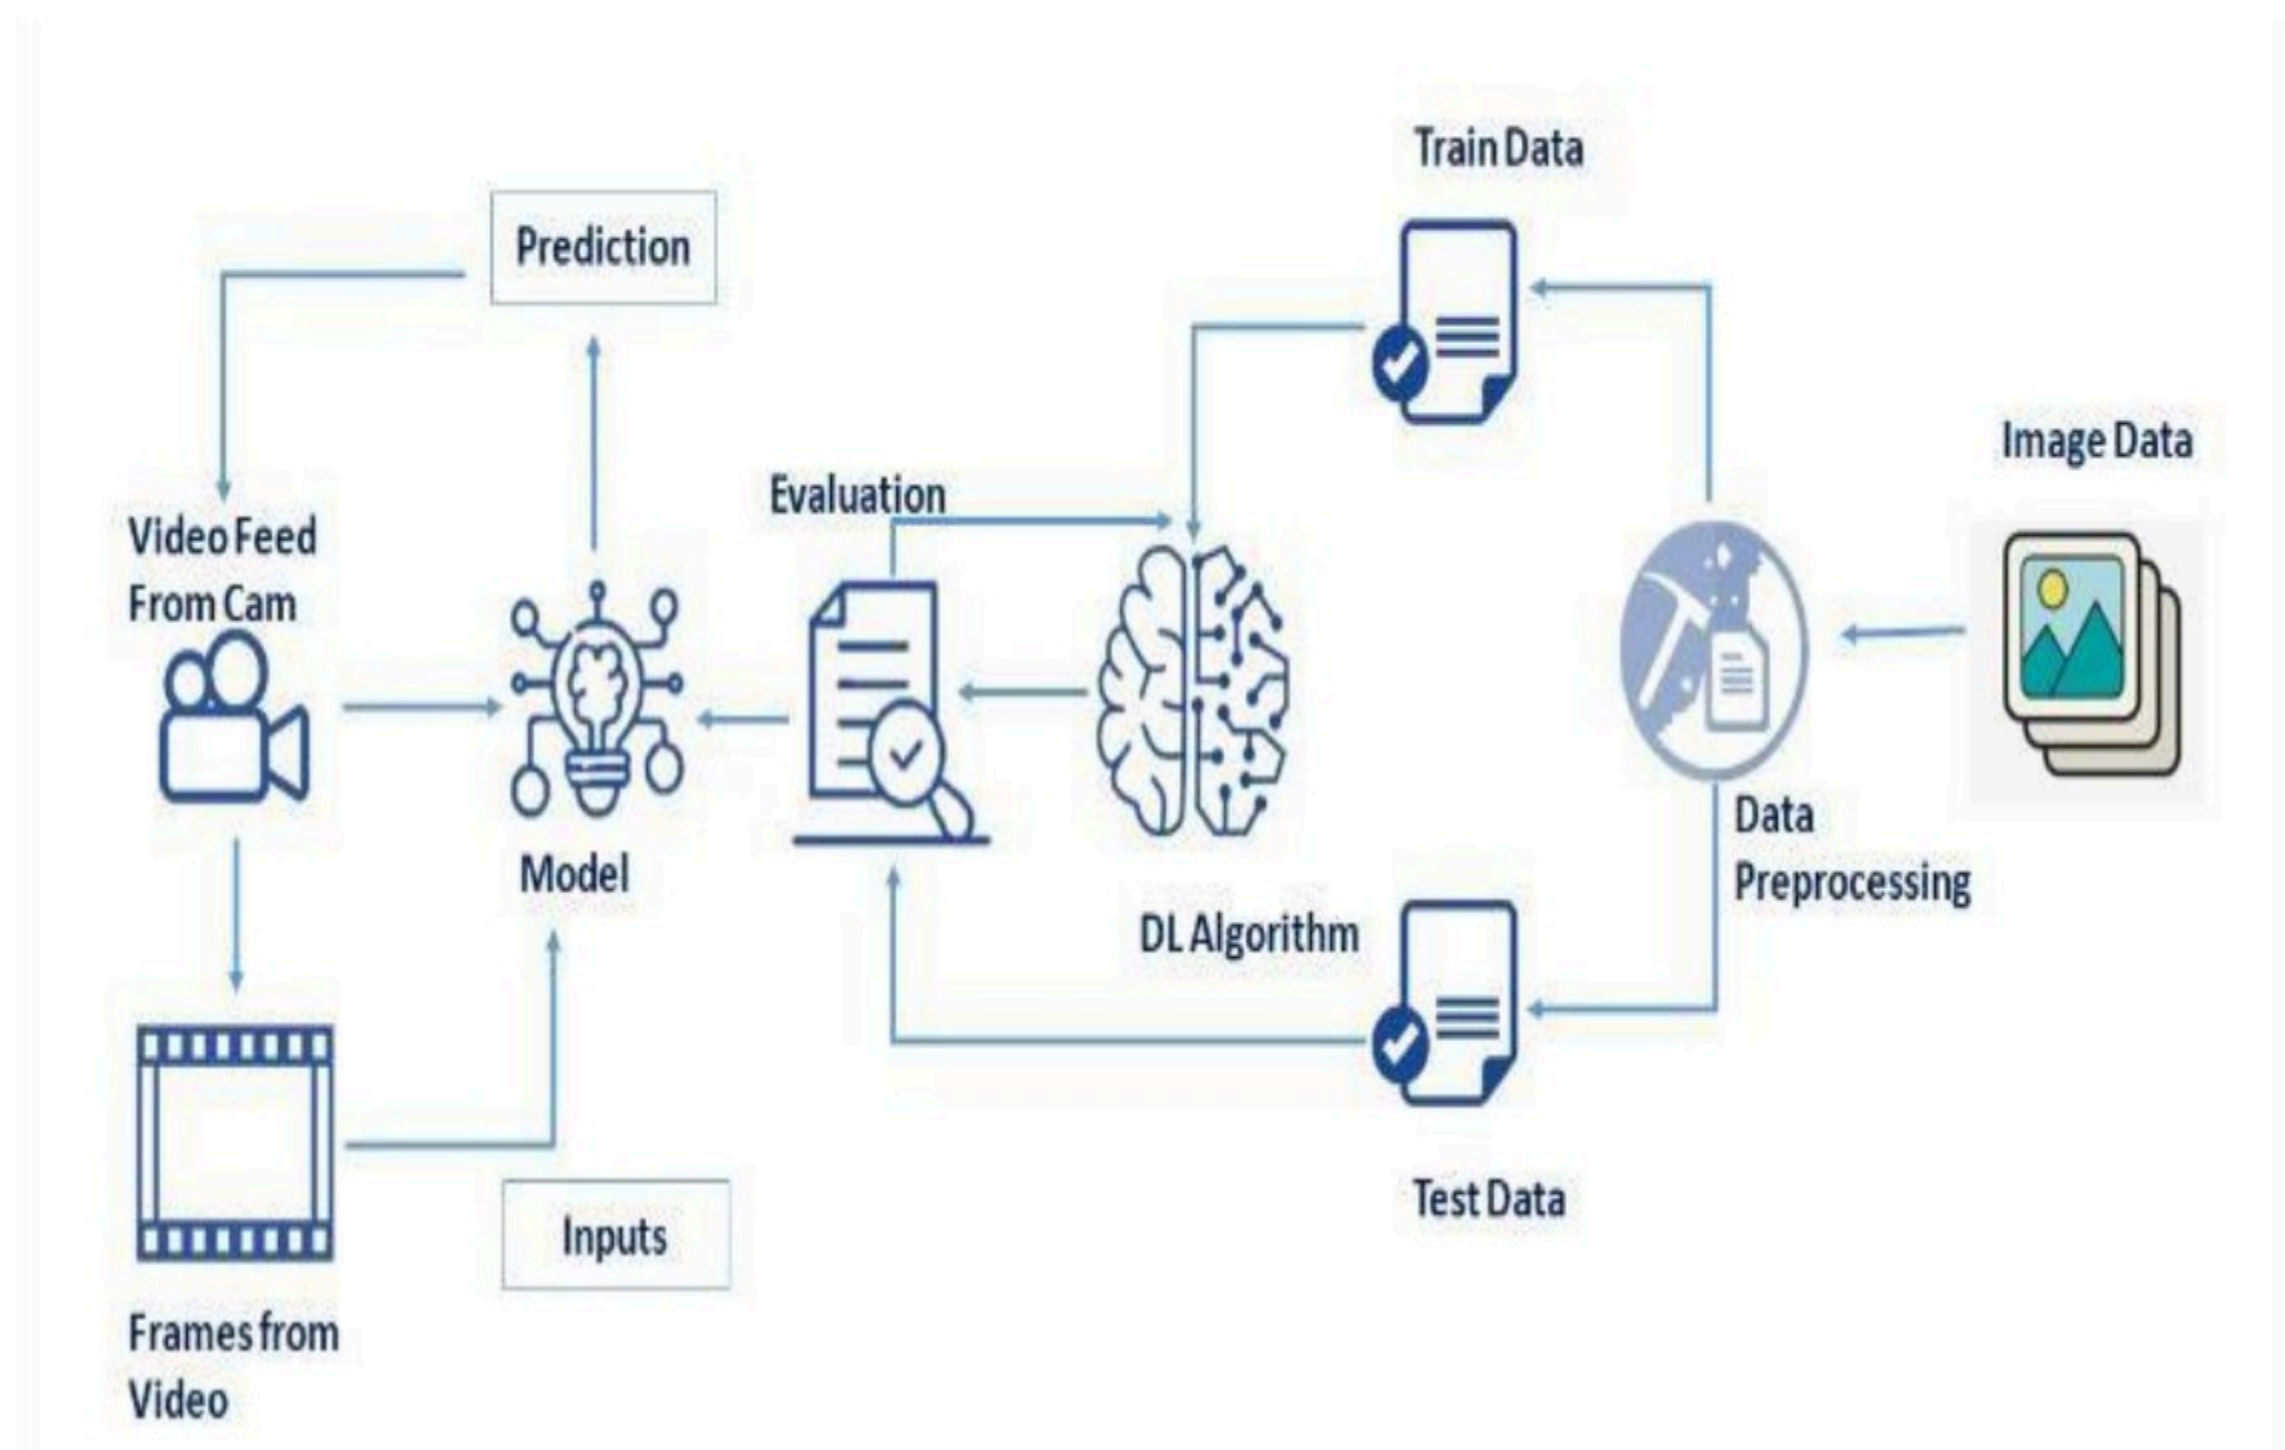 Train Data
Prediction
Image Data
Evaluation
Video Feed
From Cam
Data
Preprocessing
Model
DL Algorithm
Test Data
Inputs
Frames from
Video